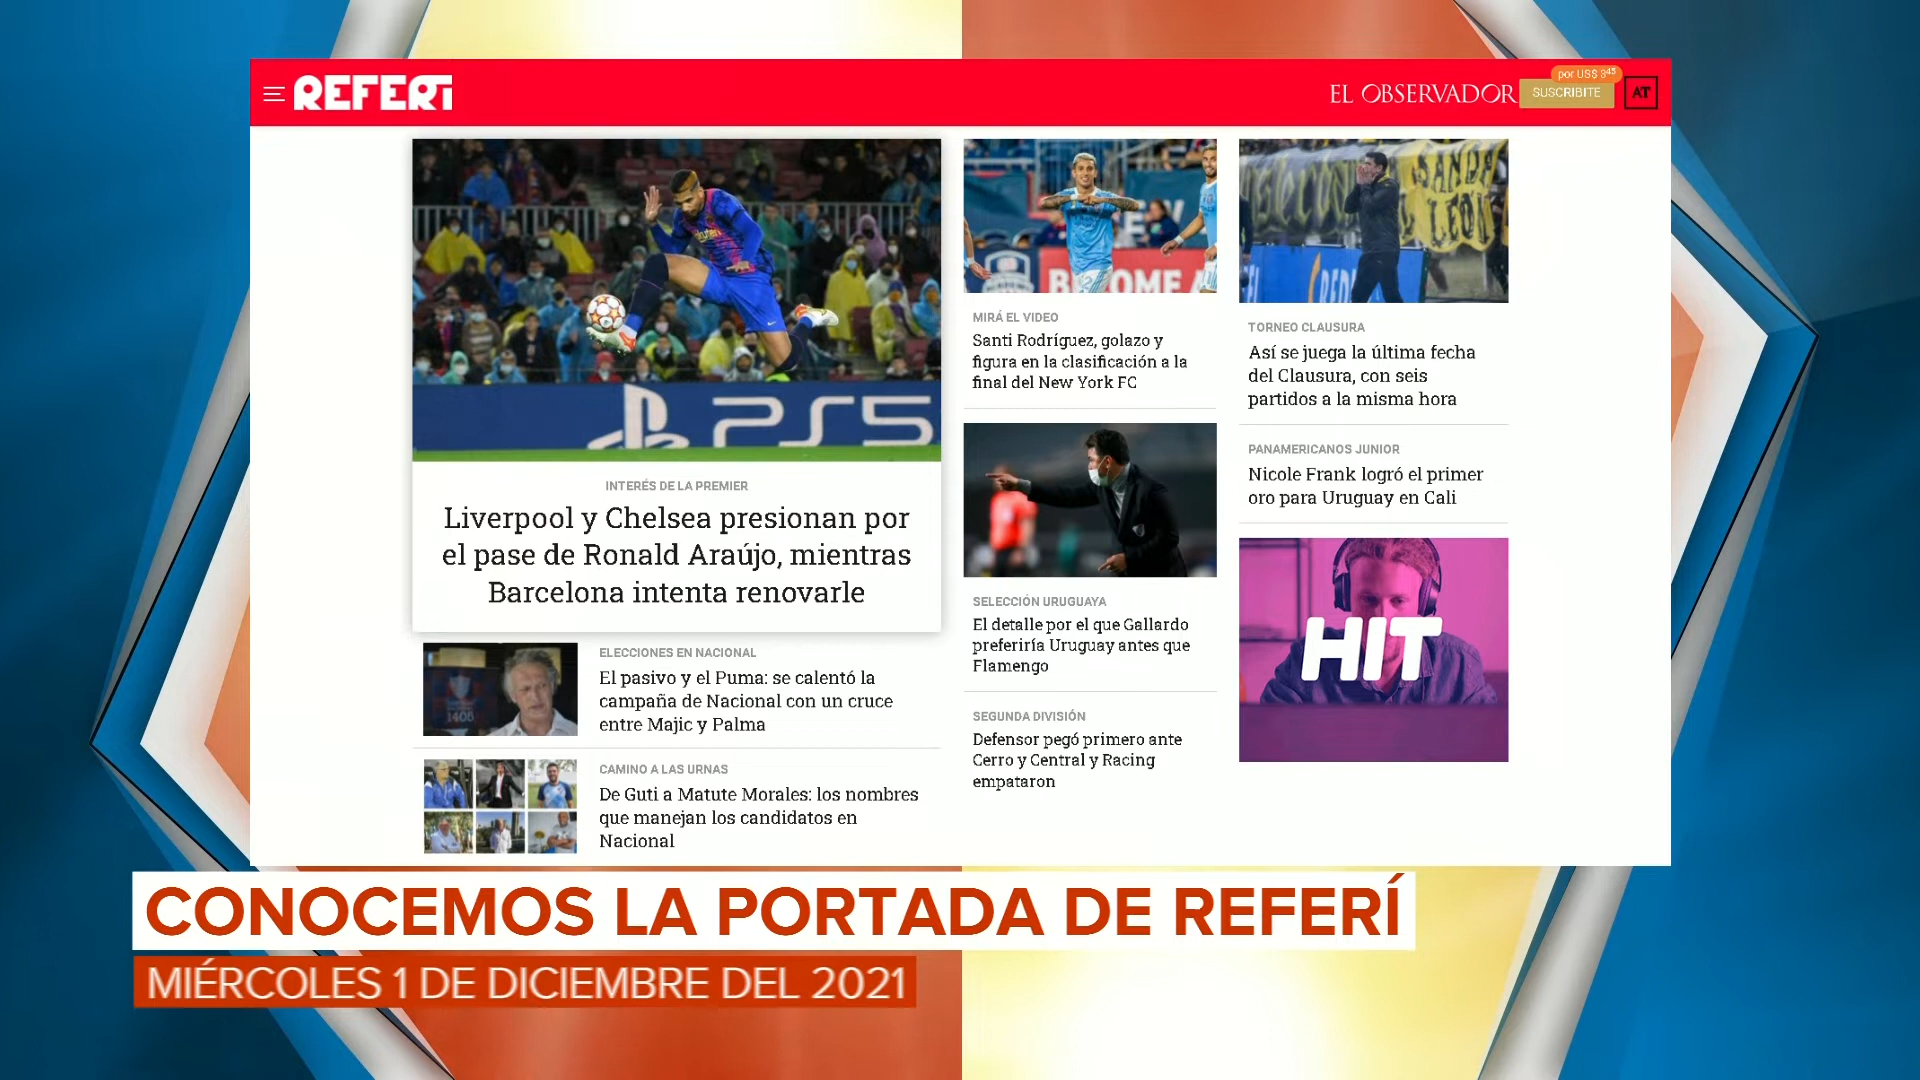 REFERÍ
EL OBSERVADOR
por US$ 3⁴⁵
SUSCRIBITE
AT
PS5
INTERÉS DE LA PREMIER
Liverpool y Chelsea presionan por
el pase de Ronald Araújo, mientras
Barcelona intenta renovarle
ELECCIONES EN NACIONAL
El pasivo y el Puma: se calentó la
campaña de Nacional con un cruce
entre Majic y Palma
CAMINO A LAS URNAS
De Guti a Matute Morales: los nombres
que manejan los candidatos en
Nacional
BECOME A
MIRÁ EL VIDEO
Santi Rodríguez, golazo y
figura en la clasificación a la
final del New York FC
SELECCIÓN URUGUAYA
El detalle por el que Gallardo
preferiría Uruguay antes que
Flamengo
SEGUNDA DIVISIÓN
Defensor pegó primero ante
Cerro y Central y Racing
empataron
TORNEO CLAUSURA
Así se juega la última fecha
del Clausura, con seis
partidos a la misma hora
PANAMERICANOS JUNIOR
Nicole Frank logró el primer
oro para Uruguay en Cali
HIT
CONOCEMOS LA PORTADA DE REFERÍ
MIÉRCOLES 1 DE DICIEMBRE DEL 2021